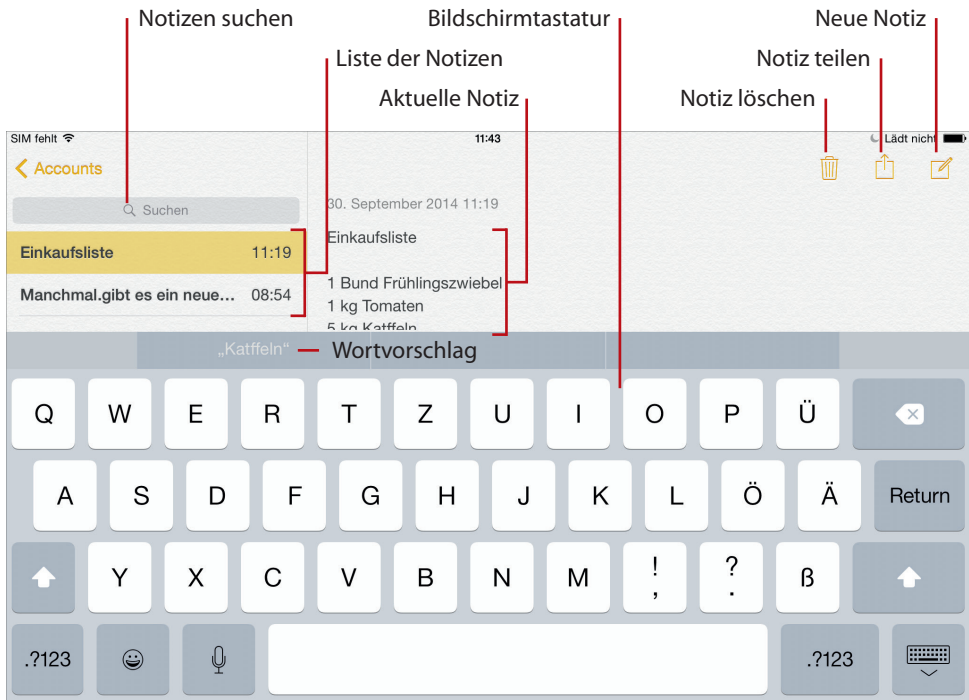 Notizen suchen
Bildschirmtastatur
Neue Notiz
Liste der Notizen
Notiz teilen
Aktuelle Notiz
Notiz löschen
SIM fehlt
11:43
Lädt nicht
Accounts
Suchen
30. September 2014 11:19
Einkaufsliste
Einkaufsliste 11:19
1 Bund Frühlingszwiebel
Manchmal.gibt es ein neue... 08:54
1 kg Tomaten
5 kg Katffeln
„Katffeln“
Wortvorschlag
Q W E R T Z U I O P Ü
A S D F G H J K L Ö Ä Return
Y X C V B N M ! , ? . ß
.?123 .?123